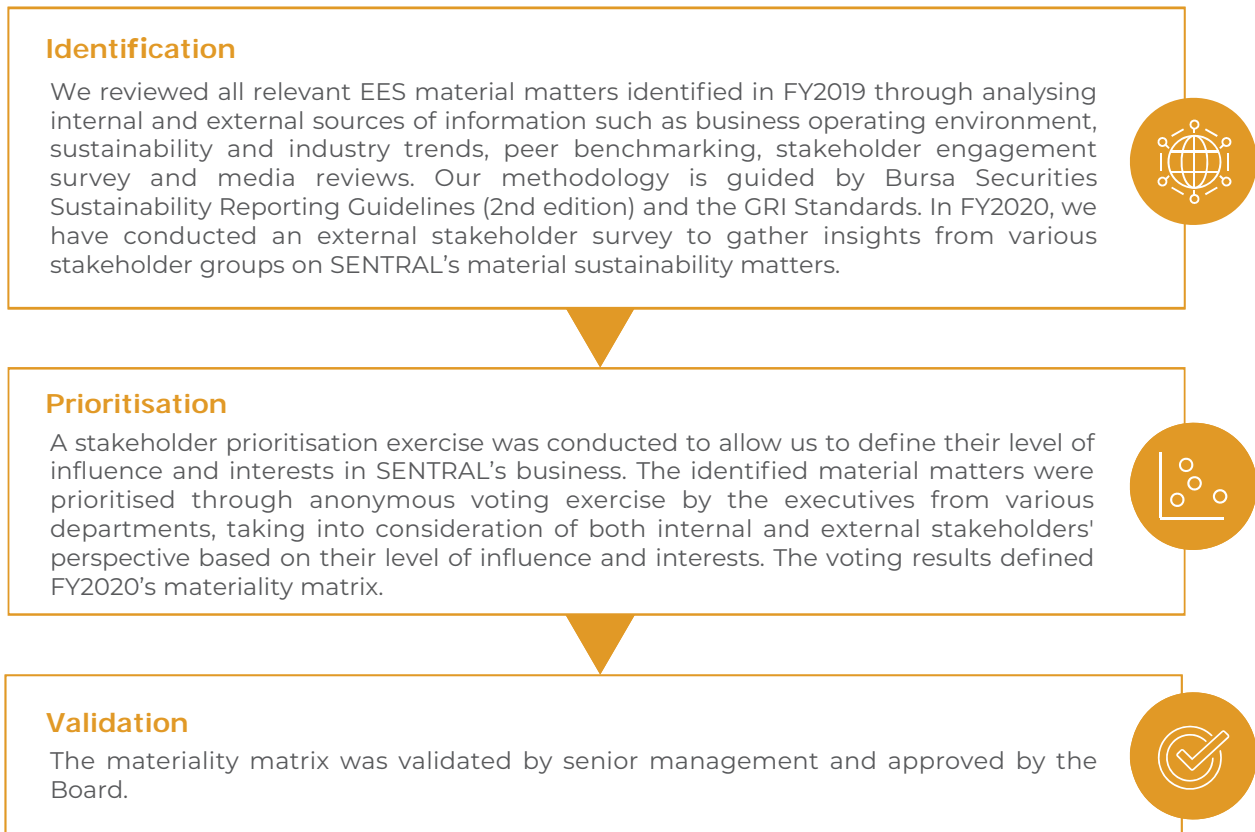 Identification
We reviewed all relevant EES material matters identified in FY2019 through analysing
internal and external sources of information such as business operating environment,
sustainability and industry trends, peer benchmarking, stakeholder engagement
survey and media reviews. Our methodology is guided by Bursa Securities
Sustainability Reporting Guidelines (2nd edition) and the GRI Standards. In FY2020, we
have conducted an external stakeholder survey to gather insights from various
stakeholder groups on SENTRAL’s material sustainability matters.
Prioritisation
A stakeholder prioritisation exercise was conducted to allow us to define their level of
influence and interests in SENTRAL’s business. The identified material matters were
prioritised through anonymous voting exercise by the executives from various
departments, taking into consideration of both internal and external stakeholders'
perspective based on their level of influence and interests. The voting results defined
FY2020’s materiality matrix.
Validation
The materiality matrix was validated by senior management and approved by the
Board.